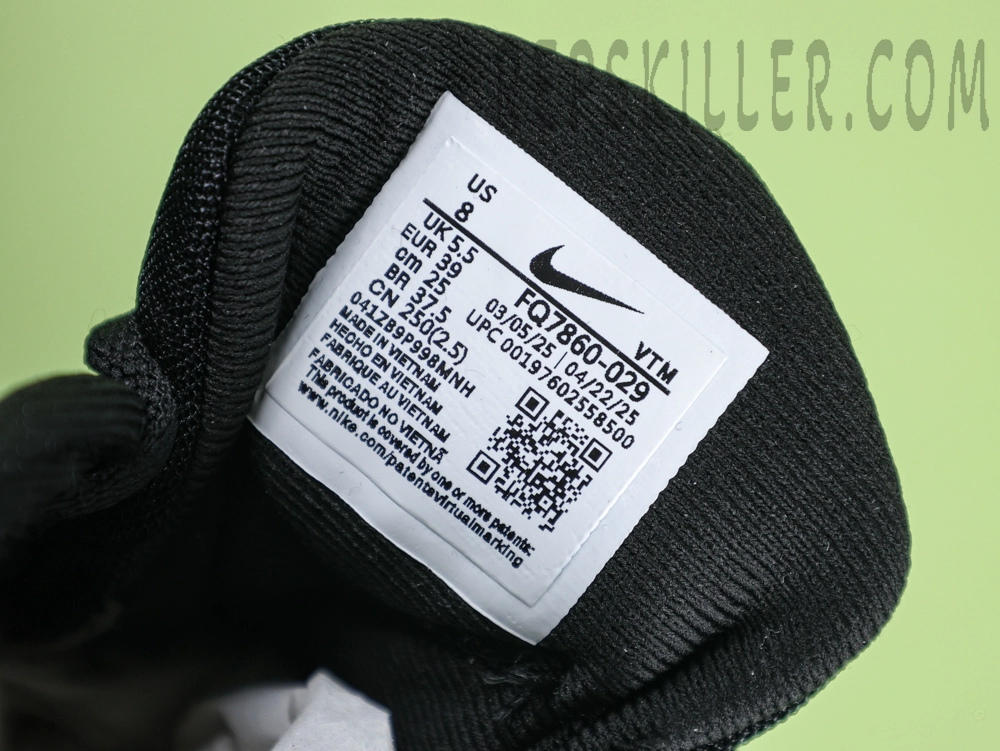 KILLER.COM
US
8
UK 5.5
EUR 39
cm 25
BR 37.5
CN 250(2.5)
041ZB9P998MNH
MADE IN VIETNAM
HECHO EN VIETNAM
FABRIQUE AU VIETNAM
FABRICADO NO VIETNÃ
This product is covered by one or more patents:
www.nike.com/patentsvirtualmarking
VTM
FQ7860-029
03/05/25 | 04/22/25
UPC 00197602558500